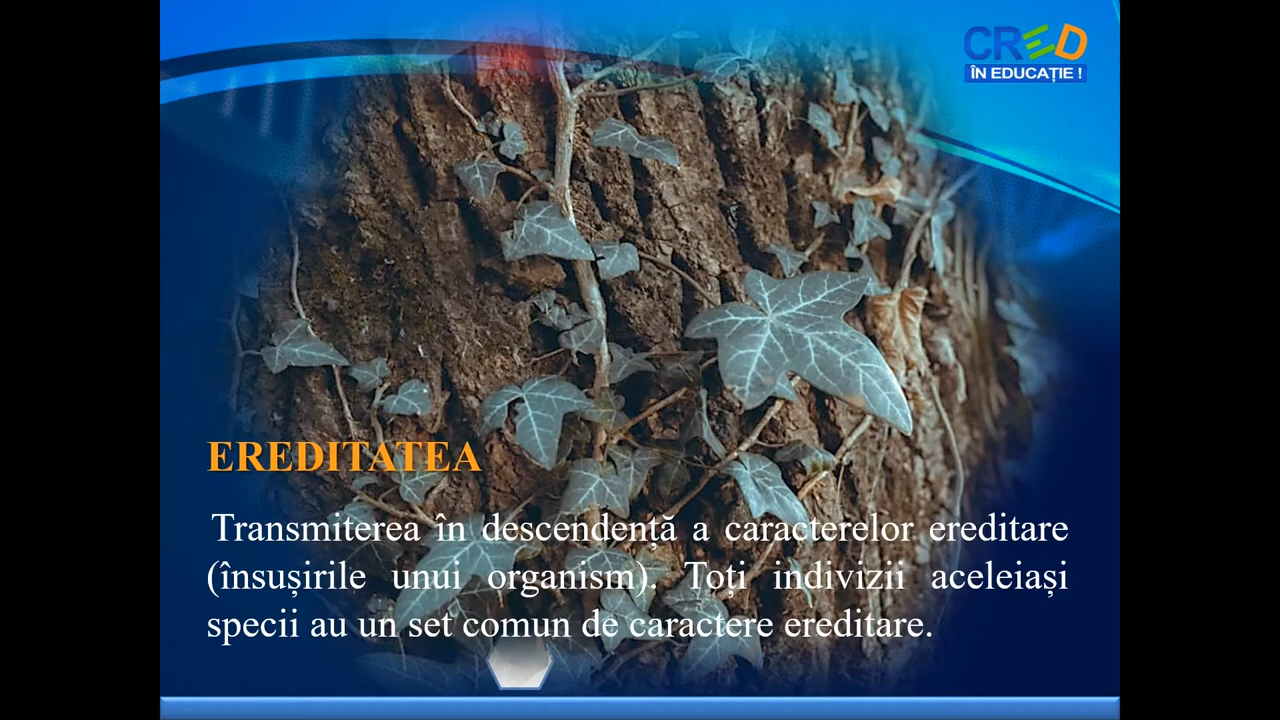 CRED
ÎN EDUCAȚIE !
EREDITATEA
Transmiterea în descendență a caracterelor ereditare
(însușirile unui organism). Toți indivizii aceleiași
specii au un set comun de caractere ereditare.